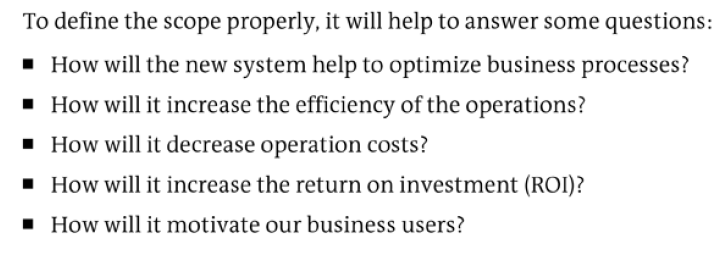 To define the scope properly, it will help to answer some questions:
■ How will the new system help to optimize business processes?
■ How will it increase the efficiency of the operations?
■ How will it decrease operation costs?
■ How will it increase the return on investment (ROI)?
■ How will it motivate our business users?